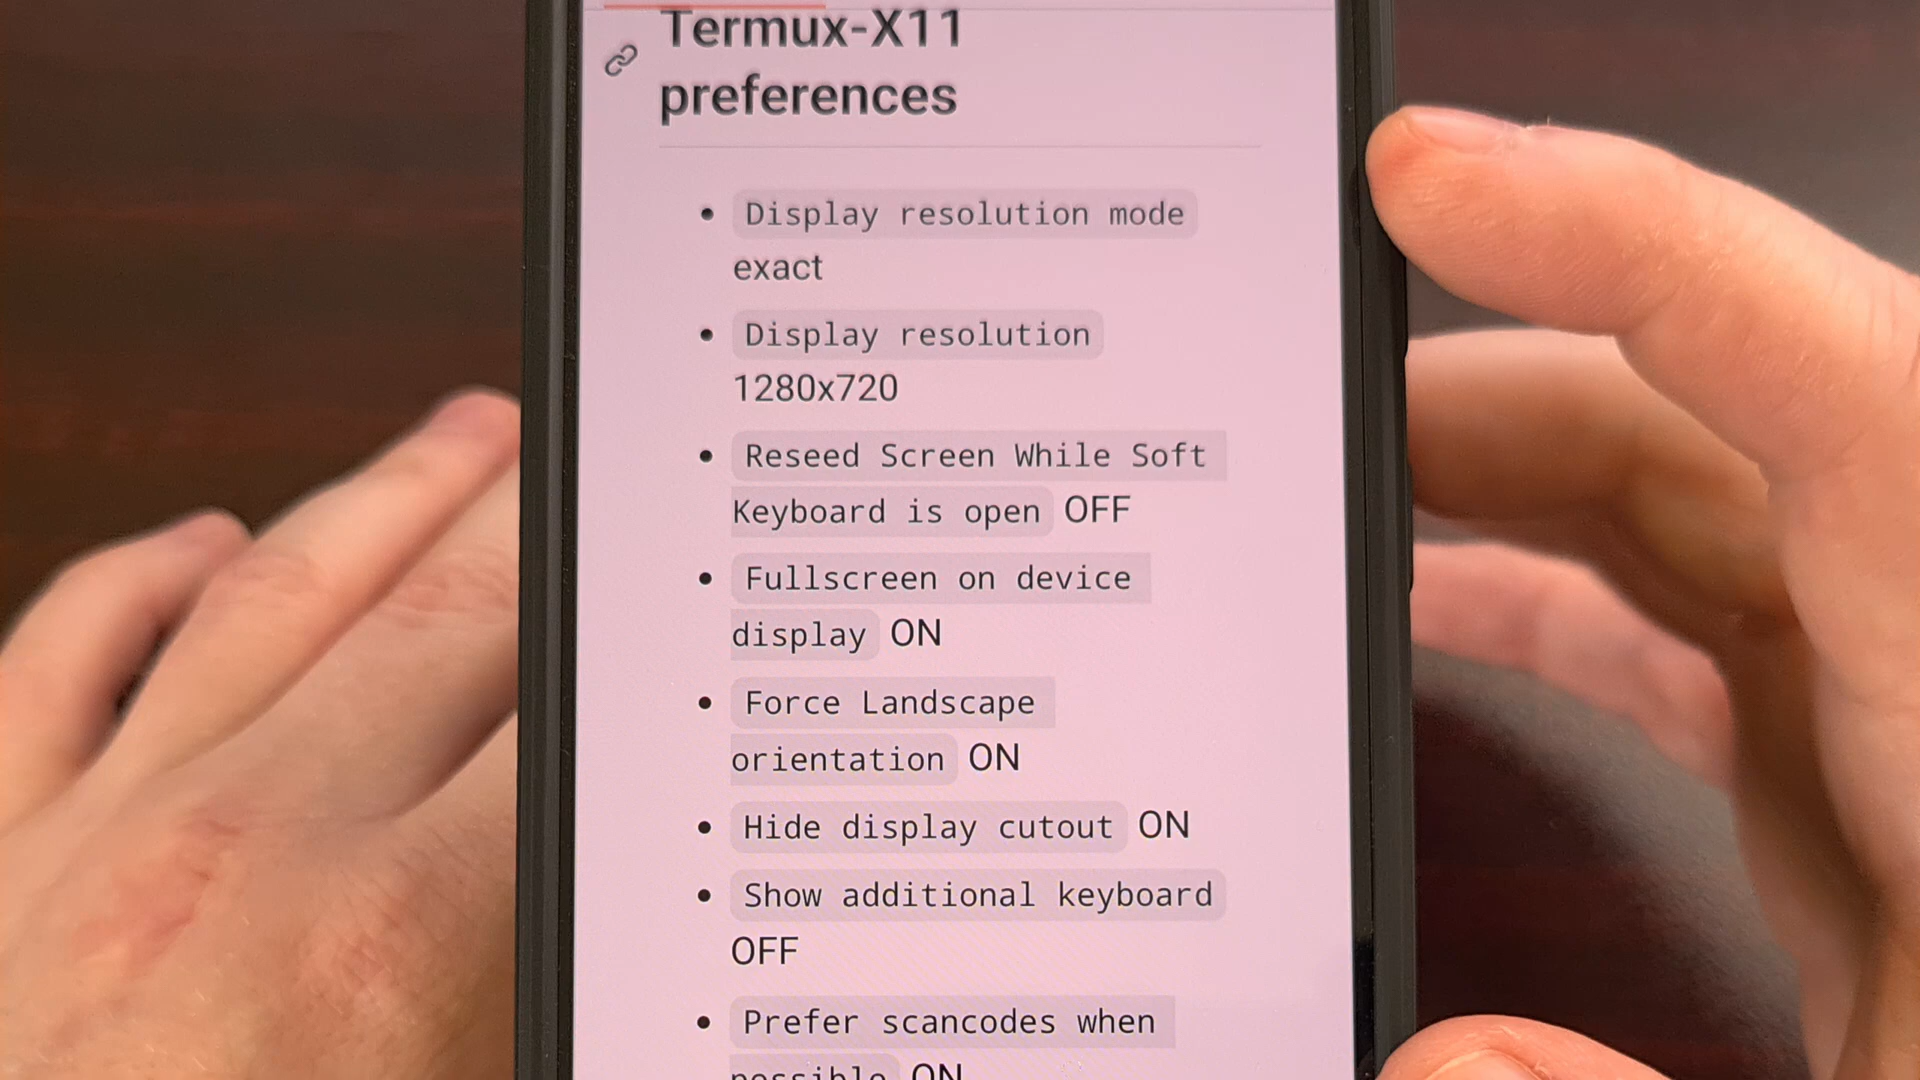 Termux-X11
preferences
Display resolution mode
exact
Display resolution
1280x720
Reseed Screen While Soft
Keyboard is open OFF
Fullscreen on device
display ON
Force Landscape
orientation ON
Hide display cutout ON
Show additional keyboard
OFF
Prefer scancodes when
possible ON